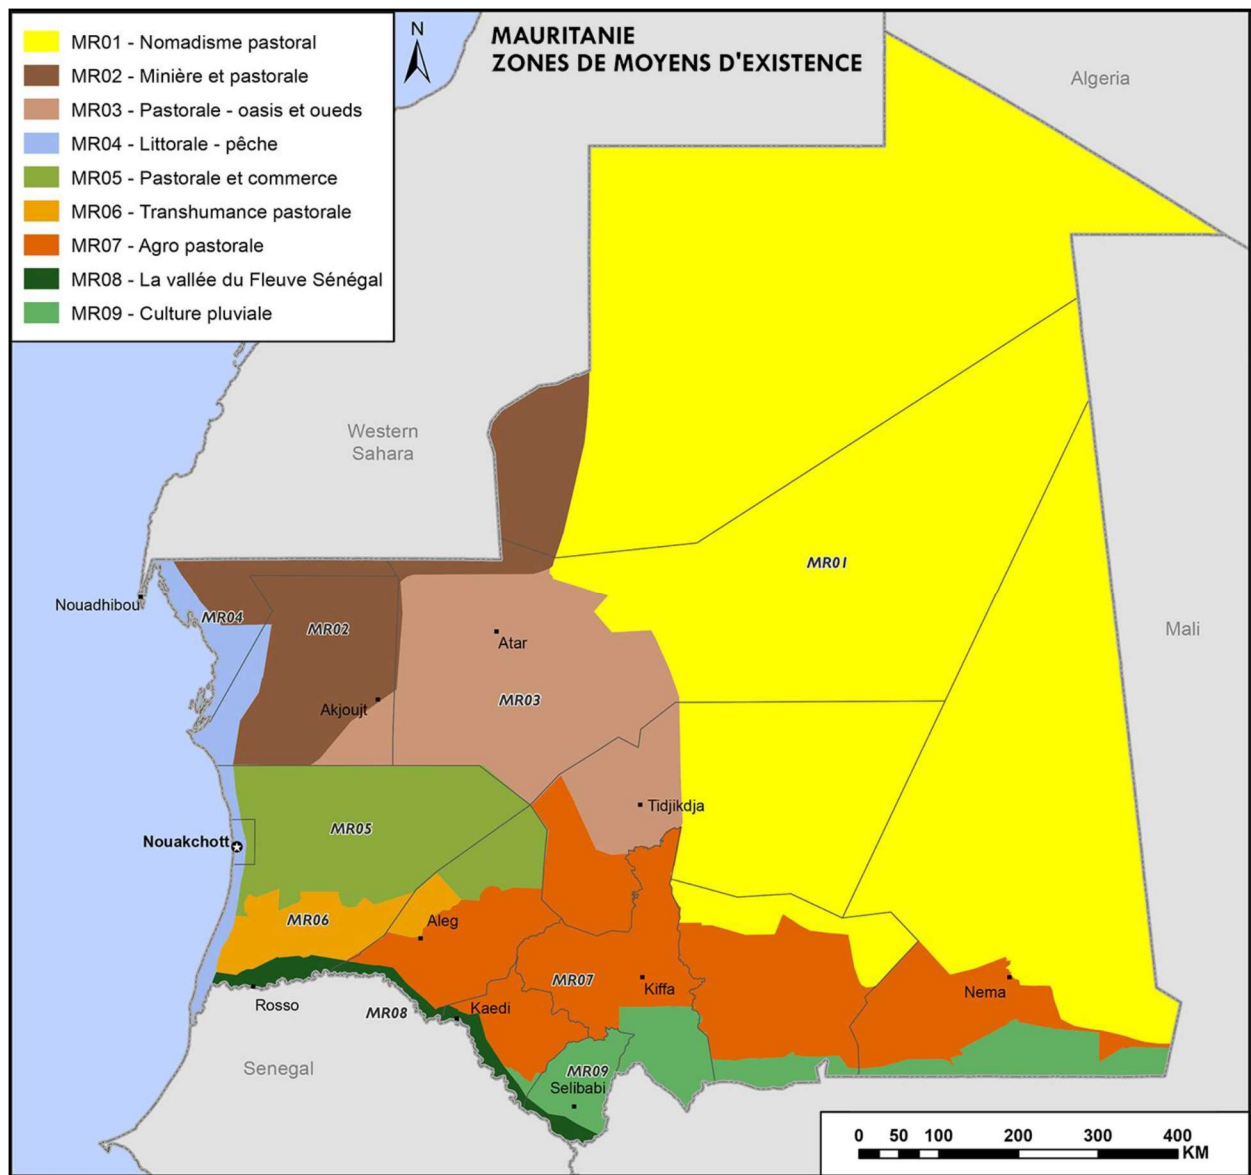 MR01 - Nomadisme pastoral
MR02 - Minière et pastorale
MR03 - Pastorale - oasis et oueds
MR04 - Littorale - pêche
MR05 - Pastorale et commerce
MR06 - Transhumance pastorale
MR07 - Agro pastorale
MR08 - La vallée du Fleuve Sénégal
MR09 - Culture pluviale
N
MAURITANIE
ZONES DE MOYENS D'EXISTENCE
Algeria
Western
Sahara
MR01
Nouadhibou
MR04
MR02
Mali
Atar
Akjoujt
MR03
Tidjikdja
MR05
Nouakchott
MR06
Aleg
MR07
Kiffa
Nema
Rosso
MR08
Kaedi
Senegal
MR09
Selibabi
0 50 100 200 300 400
KM